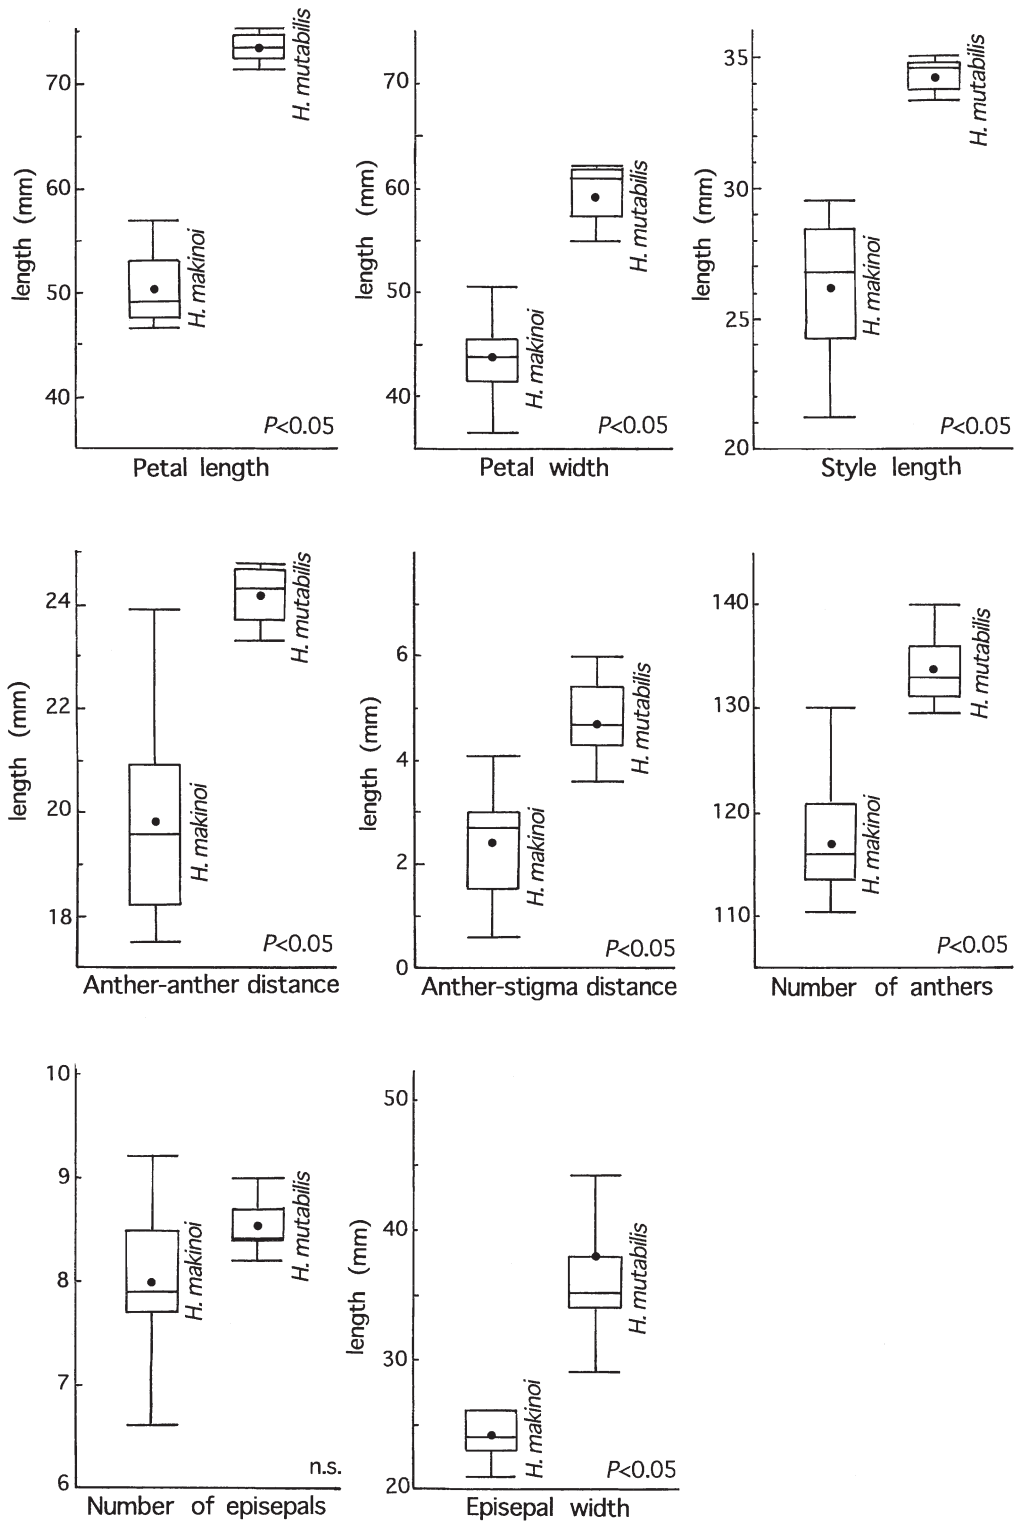 70
60
50
40
length (mm)
H. makinoi
H. mutabilis
P<0.05
Petal length
70
60
50
40
length (mm)
H. makinoi
H. mutabilis
P<0.05
Petal width
35
30
25
20
length (mm)
H. makinoi
H. mutabilis
P<0.05
Style length
24
22
20
18
length (mm)
H. makinoi
H. mutabilis
P<0.05
Anther-anther distance
6
4
2
0
length (mm)
H. makinoi
H. mutabilis
P<0.05
Anther-stigma distance
140
130
120
110
H. makinoi
H. mutabilis
P<0.05
Number of anthers
10
9
8
7
6
H. makinoi
H. mutabilis
n.s.
Number of episepals
50
40
30
20
length (mm)
H. makinoi
H. mutabilis
P<0.05
Episepal width